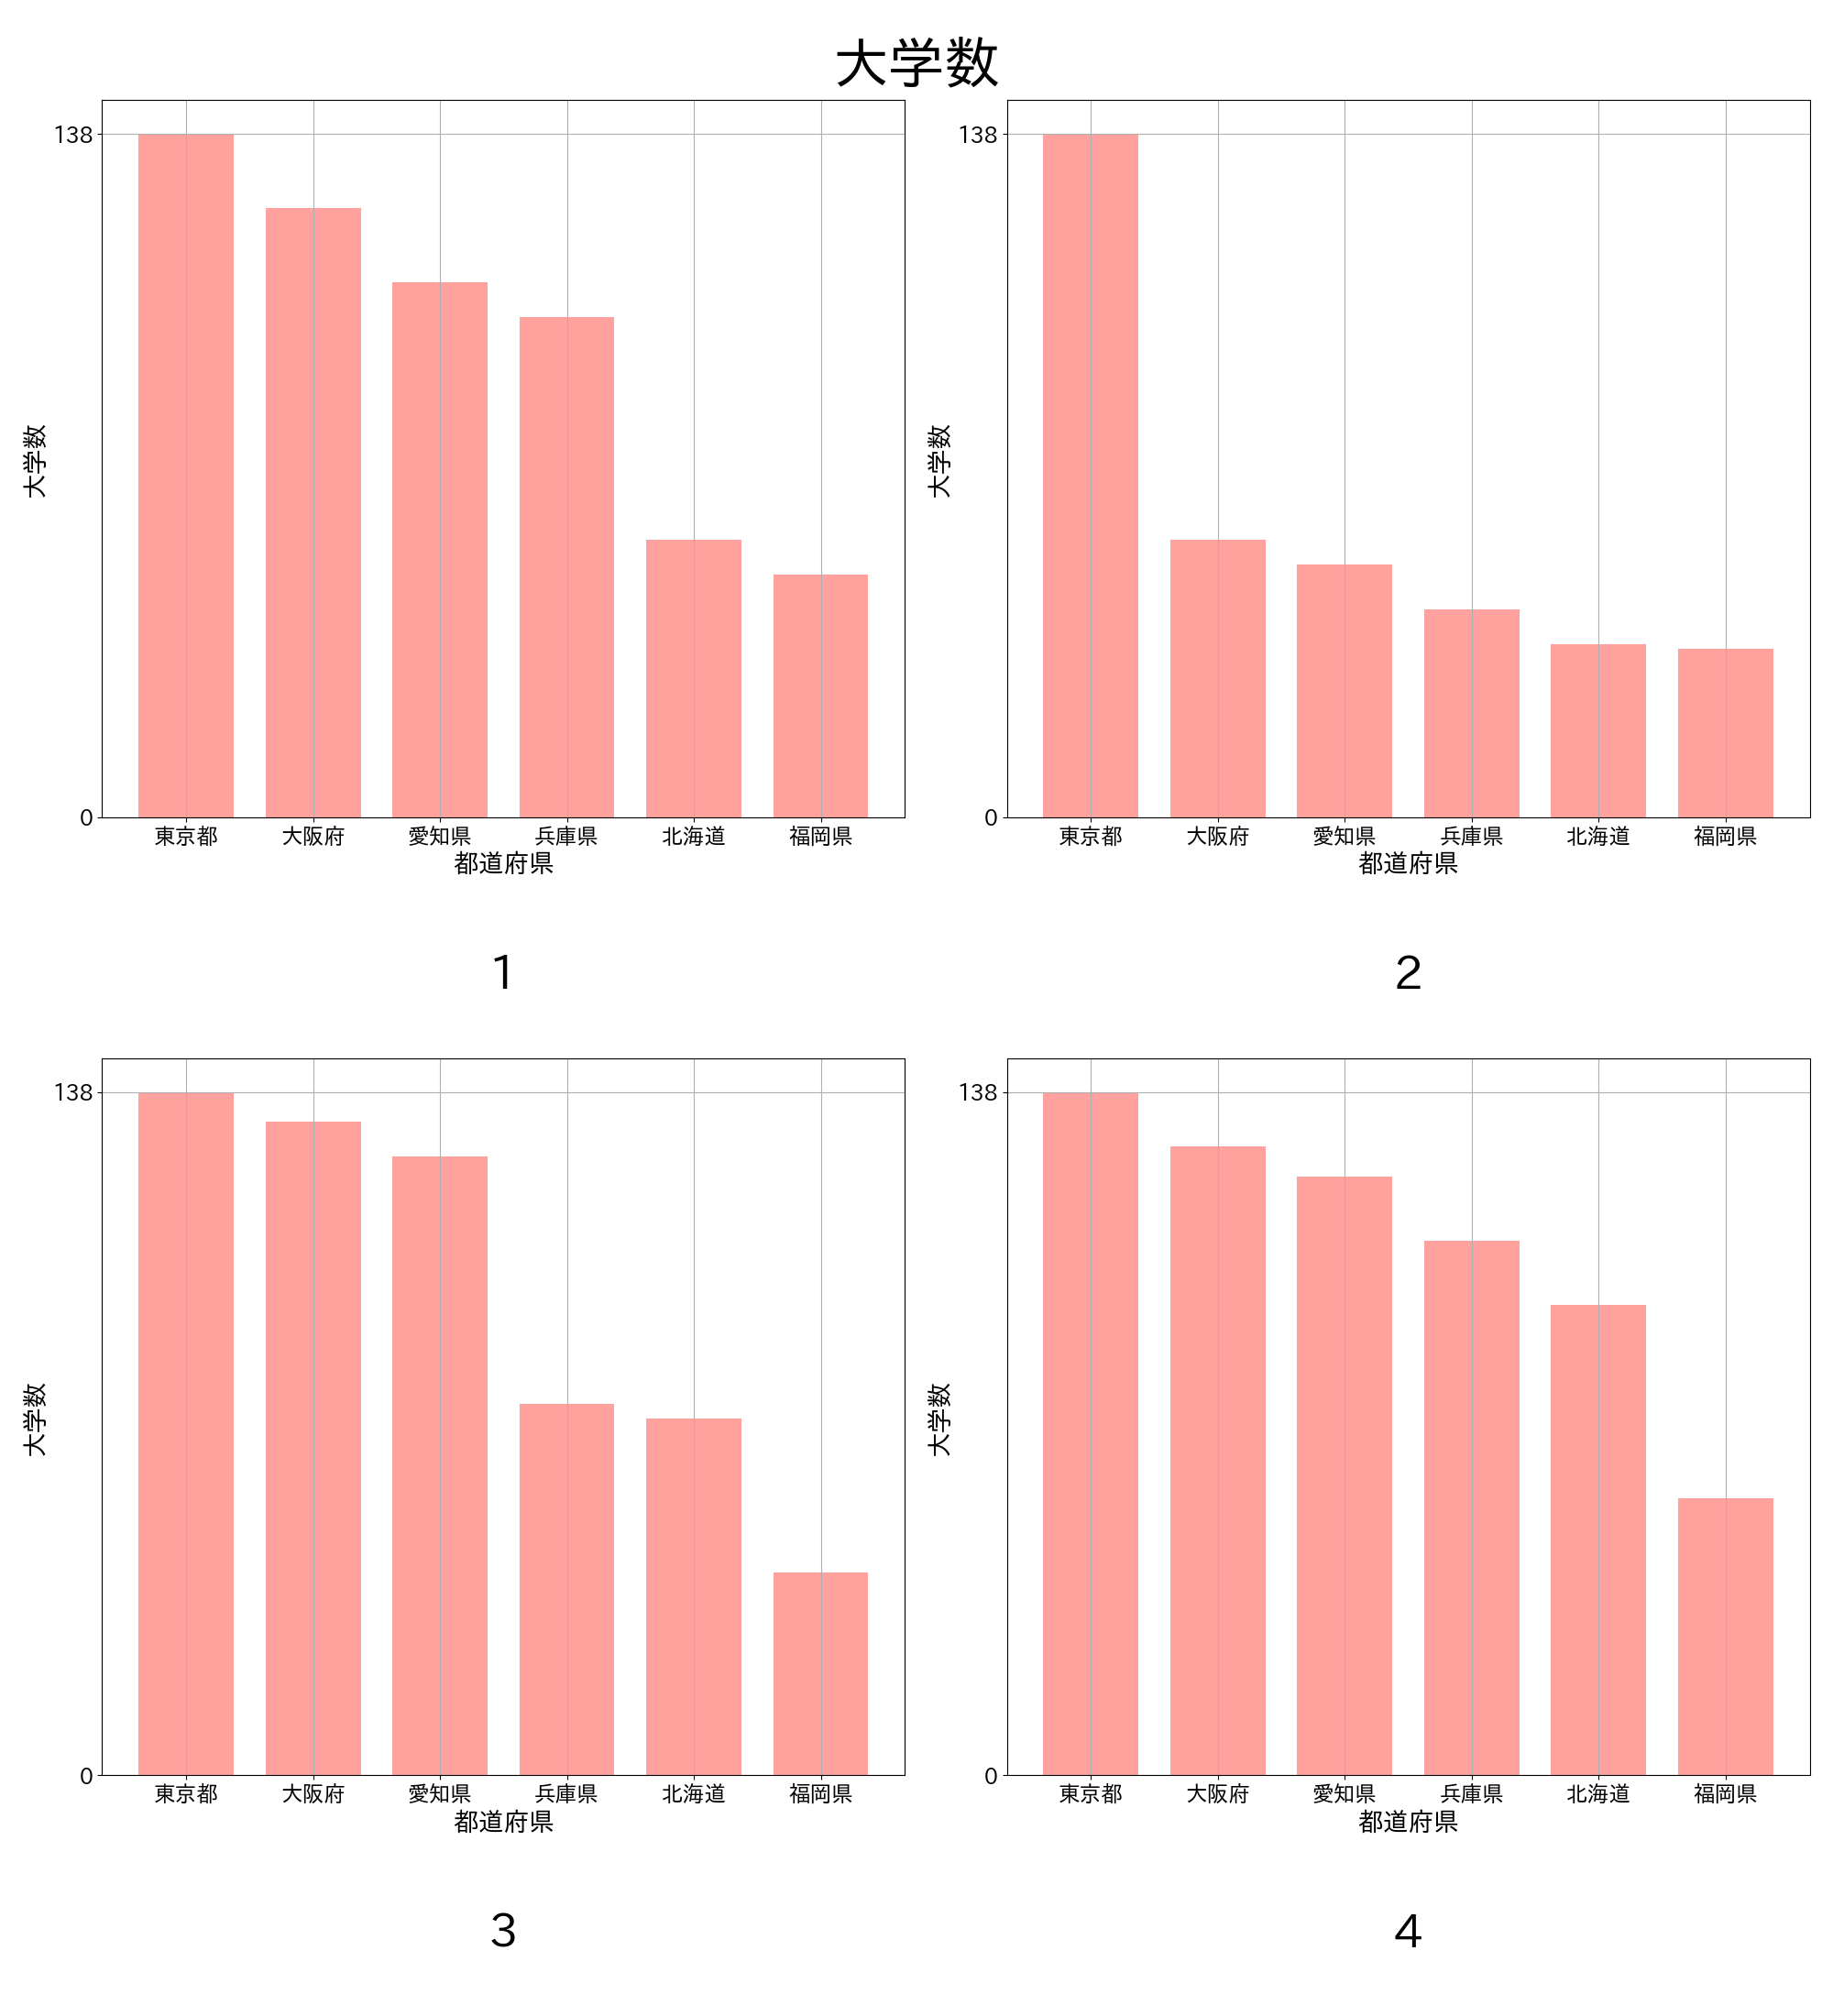 大学数
138
0
大学数
東京都 大阪府 愛知県 兵庫県 北海道 福岡県
都道府県
1
138
0
大学数
東京都 大阪府 愛知県 兵庫県 北海道 福岡県
都道府県
2
138
0
大学数
東京都 大阪府 愛知県 兵庫県 北海道 福岡県
都道府県
3
138
0
大学数
東京都 大阪府 愛知県 兵庫県 北海道 福岡県
都道府県
4